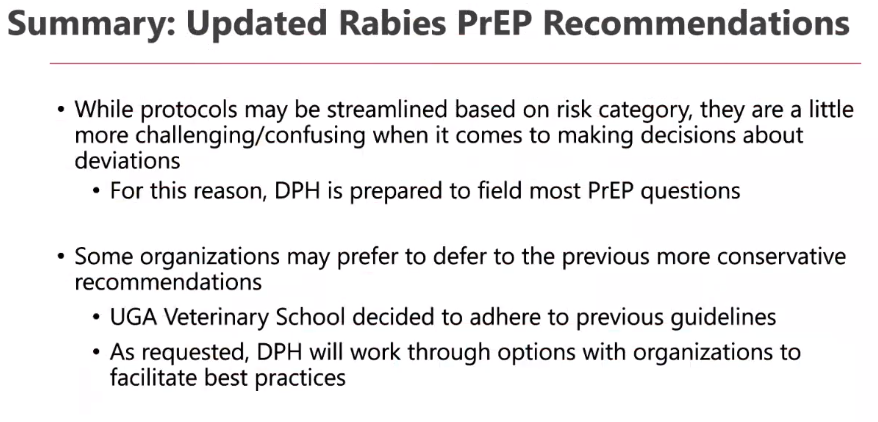 Summary: Updated Rabies PrEP Recommendations
• While protocols may be streamlined based on risk category, they are a little
more challenging/confusing when it comes to making decisions about
deviations
• For this reason, DPH is prepared to field most PrEP questions
• Some organizations may prefer to defer to the previous more conservative
recommendations
• UGA Veterinary School decided to adhere to previous guidelines
• As requested, DPH will work through options with organizations to
facilitate best practices